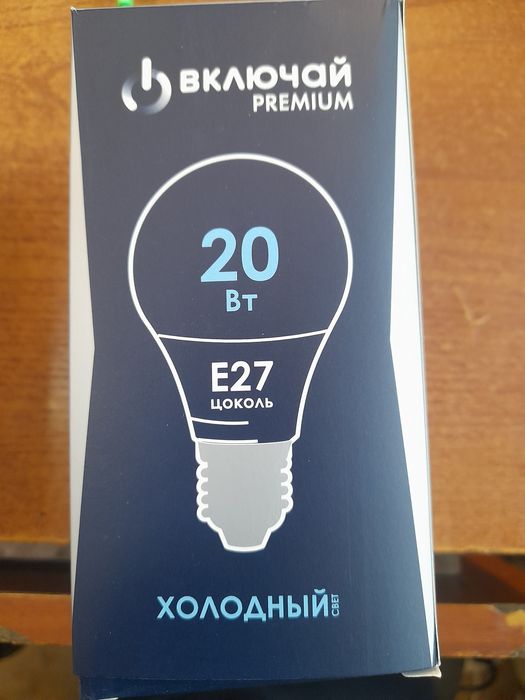 ВКЛЮЧАЙ
PREMIUM
20
Вт
E27
ЦОКОЛЬ
ХОЛОДНЫЙ СВЕТ